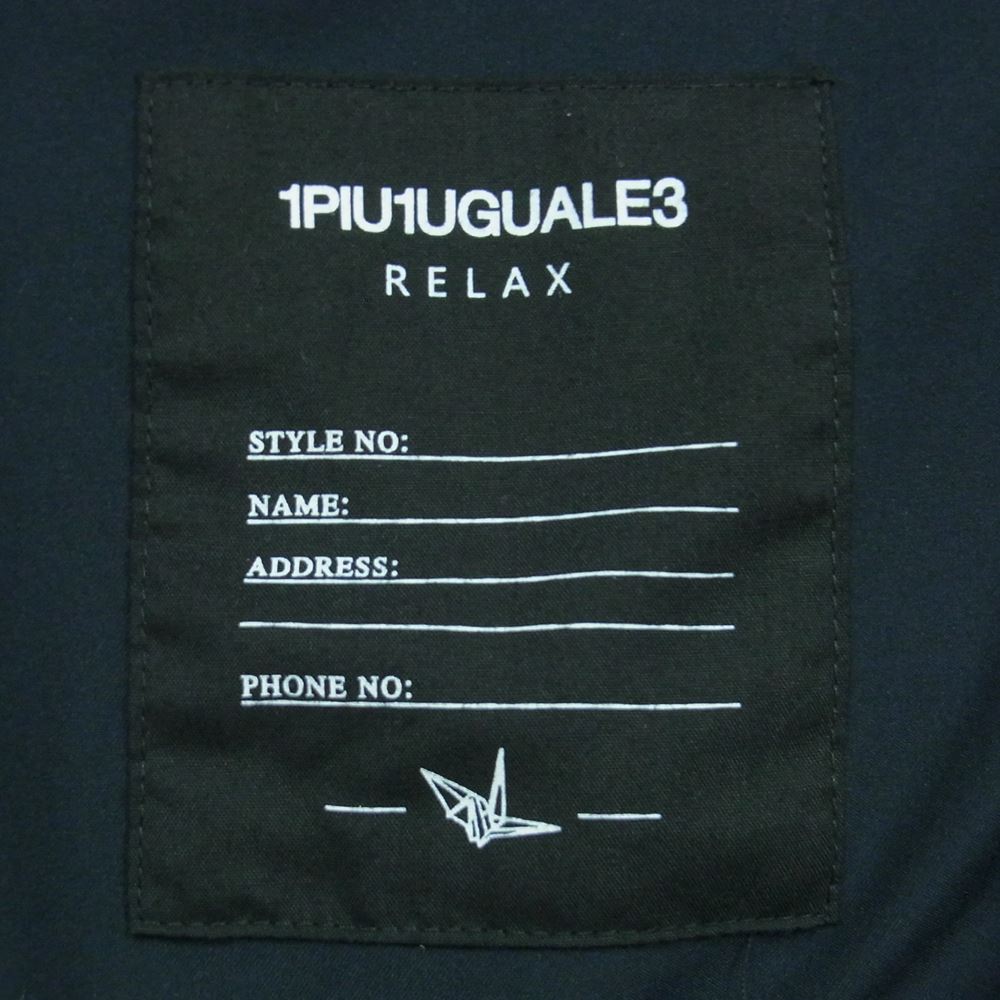 1PIU1UGUALE3
RELAX
STYLE NO:
NAME:
ADDRESS:
PHONE NO: